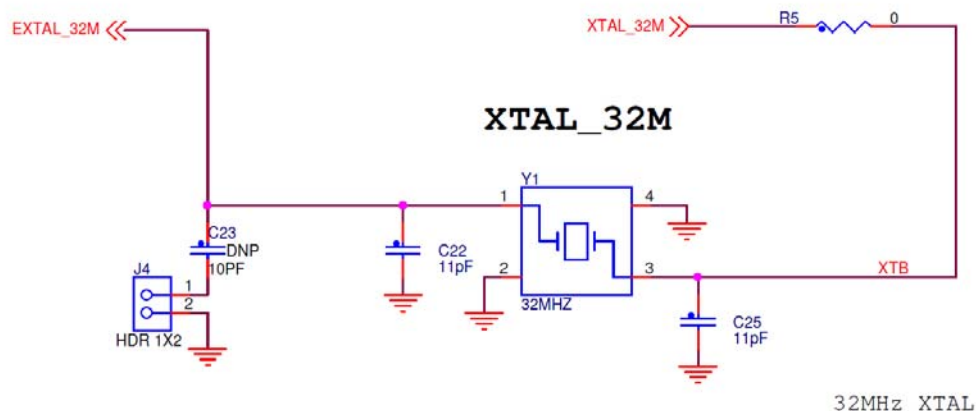 EXTAL_32M
XTAL_32M
R5
0
XTAL_32M
Y1
1
4
C23
DNP
10PF
C22
11pF
J4
1
2
HDR 1X2
2
3
XTB
32MHZ
C25
11pF
32MHz XTAL